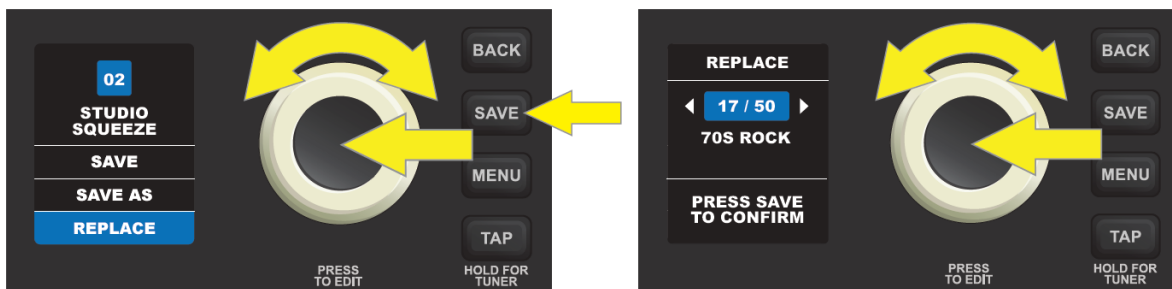 02
STUDIO
SQUEEZE
SAVE
SAVE AS
REPLACE
BACK
SAVE
MENU
TAP
PRESS
TO EDIT
HOLD FOR
TUNER
REPLACE
17 / 50
70S ROCK
PRESS SAVE
TO CONFIRM
BACK
SAVE
MENU
TAP
PRESS
TO EDIT
HOLD FOR
TUNER